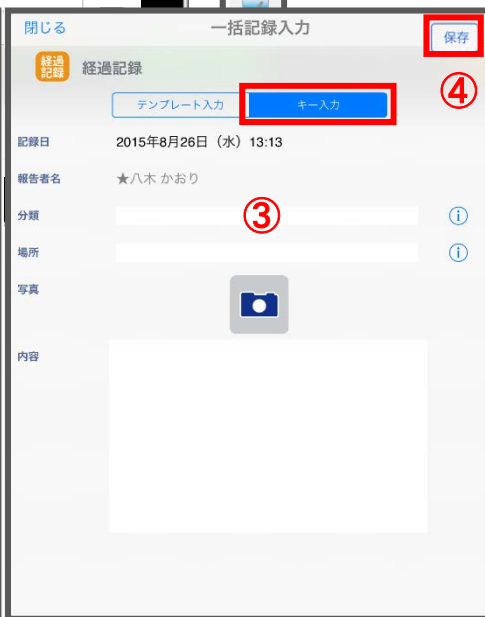 閉じる 一括記録入力 保存
④
経過記録 経過記録
テンプレート入力 キー入力
記録日 2015年8月26日（水）13:13
報告者名 ★八木 かおり
分類 ③
場所
写真
内容